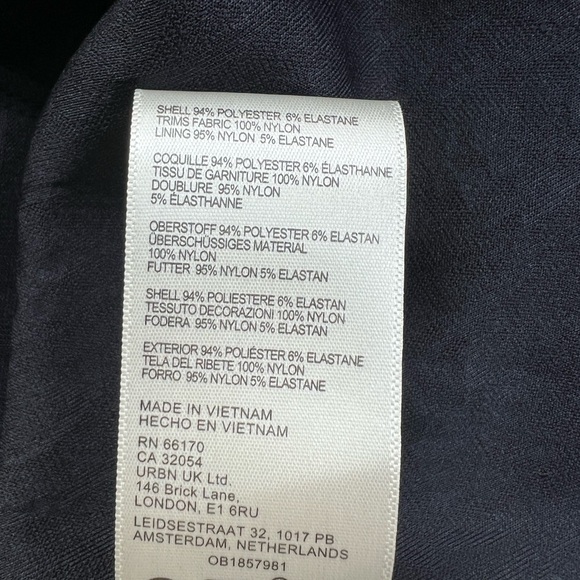 SHELL 94% POLYESTER 6% ELASTANE
TRIMS FABRIC 100% NYLON
LINING 95% NYLON 5% ELASTANE
COQUILLE 94% POLYESTER 6% ÉLASTHANNE
TISSU DE GARNITURE 100% NYLON
DOUBLURE 95% NYLON
5% ÉLASTHANNE
OBERSTOFF 94% POLYESTER 6% ELASTAN
ÜBERSCHÜSSIGES MATERIAL
100% NYLON
FUTTER 95% NYLON 5% ELASTAN
SHELL 94% POLIESTERE 6% ELASTAN
TESSUTO DECORAZIONI 100% NYLON
FODERA 95% NYLON 5% ELASTAN
EXTERIOR 94% POLIÉSTER 6% ELASTANE
TELA DEL RIBETE 100% NYLON
FORRO 95% NYLON 5% ELASTANE
MADE IN VIETNAM
HECHO EN VIETNAM
RN 66170
CA 32054
URBN UK Ltd.
146 Brick Lane,
LONDON, E1 6RU
LEIDSESTRAAT 32, 1017 PB
AMSTERDAM, NETHERLANDS
OB1857981